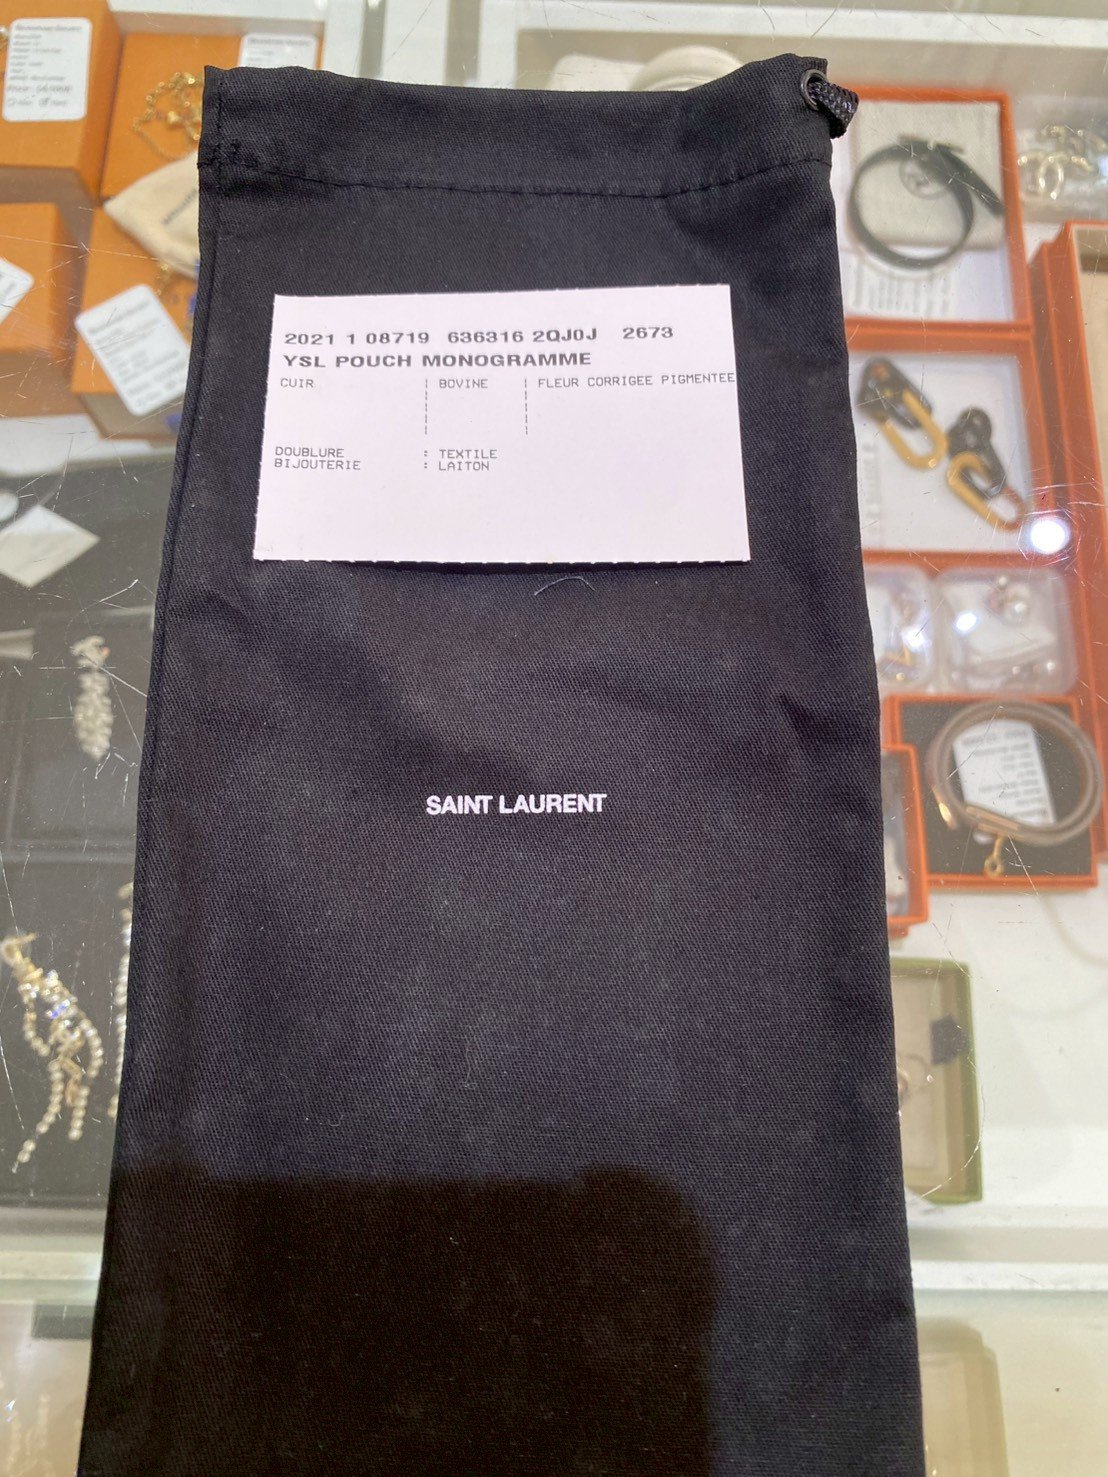 2021 1 08719 636316 2QJ0J 2673
YSL POUCH MONOGRAMME
CUIR | BOVINE | FLEUR CORRIGEE PIGMENTEE
DOUBLURE : TEXTILE
BIJOUTERIE : LAITON
SAINT LAURENT